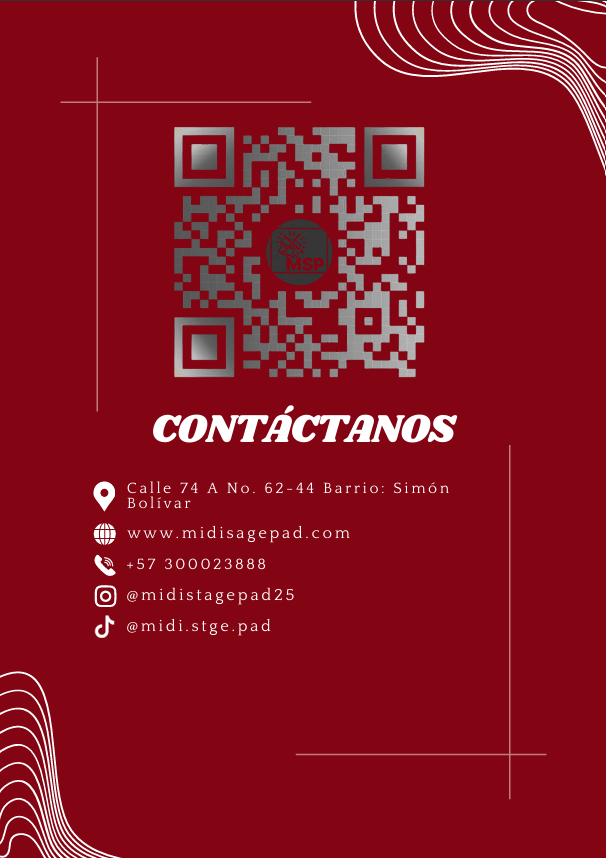 MSP
CONTÁCTANOS
Calle 74 A No. 62-44 Barrio: Simón
Bolívar
www.midisagepad.com
+57 300023888
@midistagepad25
@midi.stge.pad